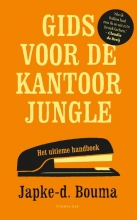 GIDS
VOOR DE
KANTOOR
JUNGLE
Het ultieme handboek
Japke-d. Bouma